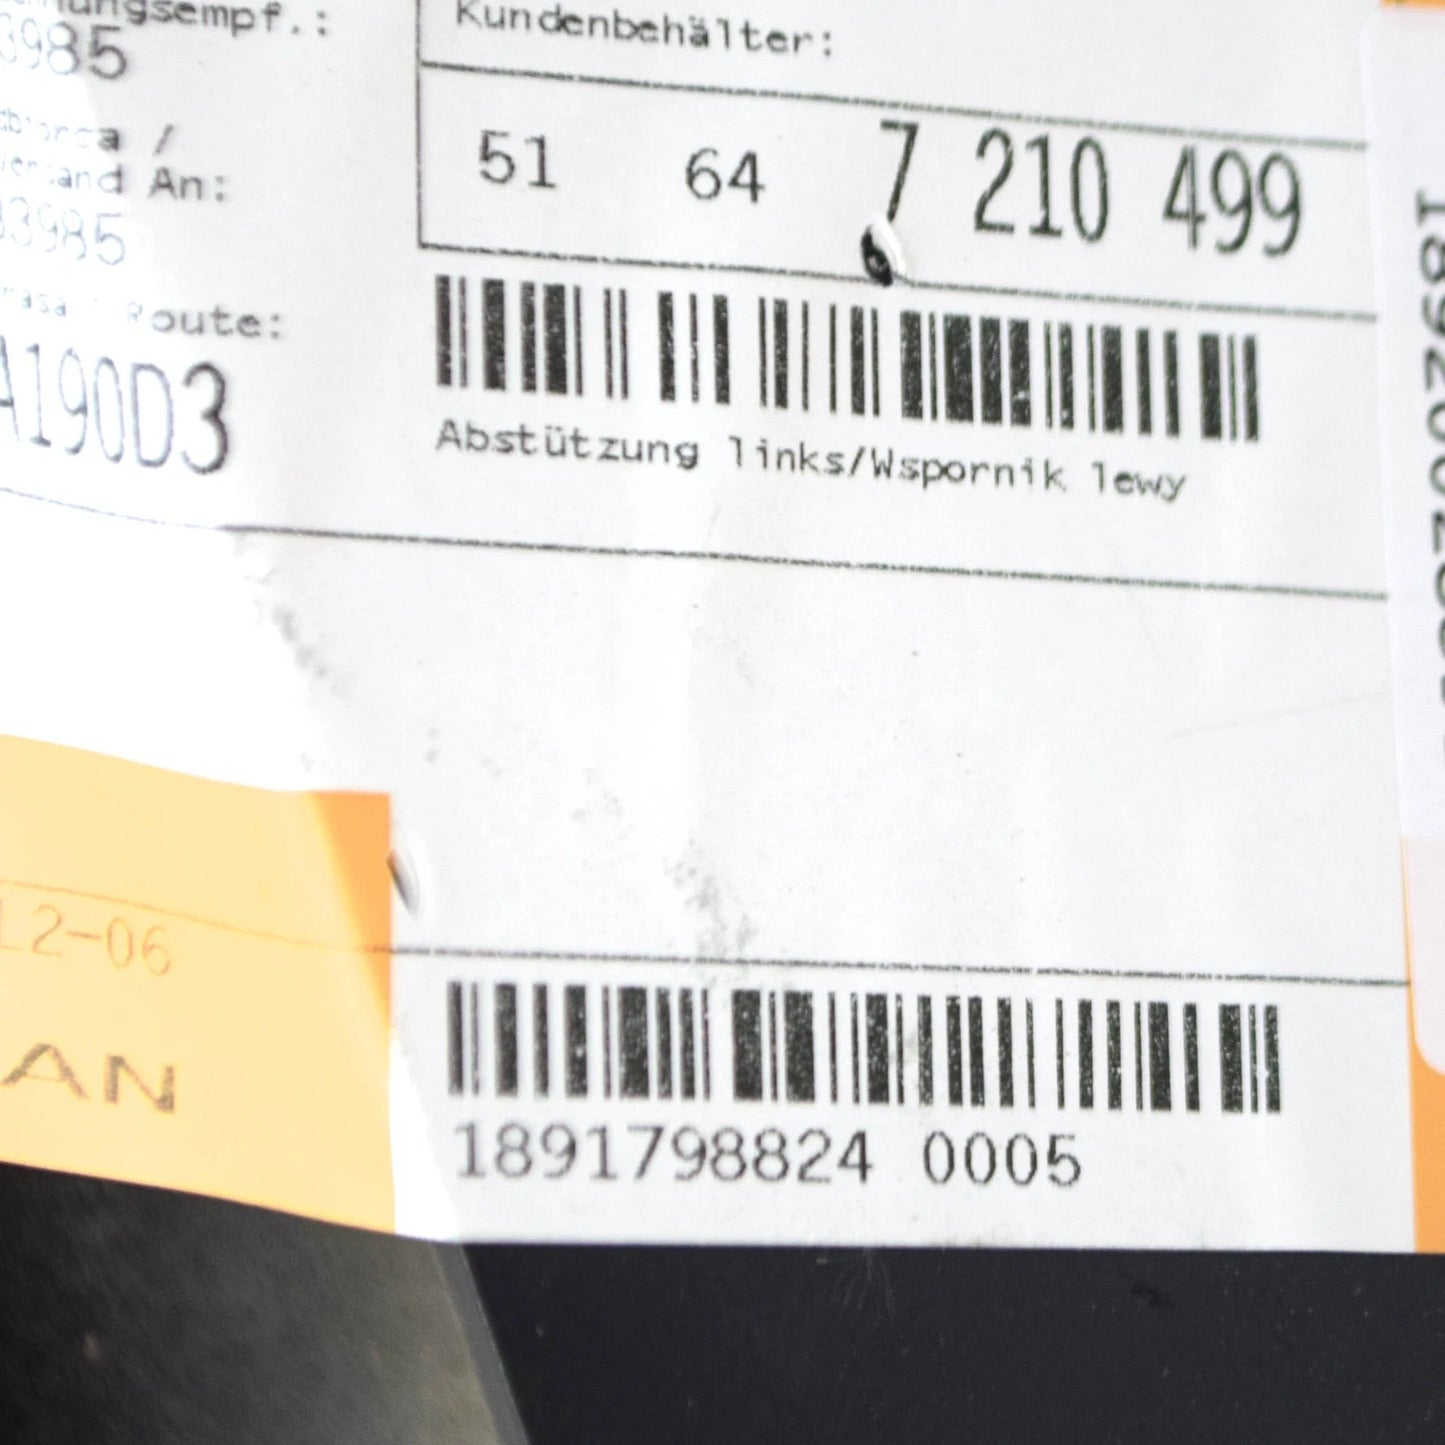 Kundenbehälter:
3985
51 64 7 210 499
An:
3985
Route:
A190D3
Abstützung links/Wspornik lewy
12-06
AN
1891798824 0005